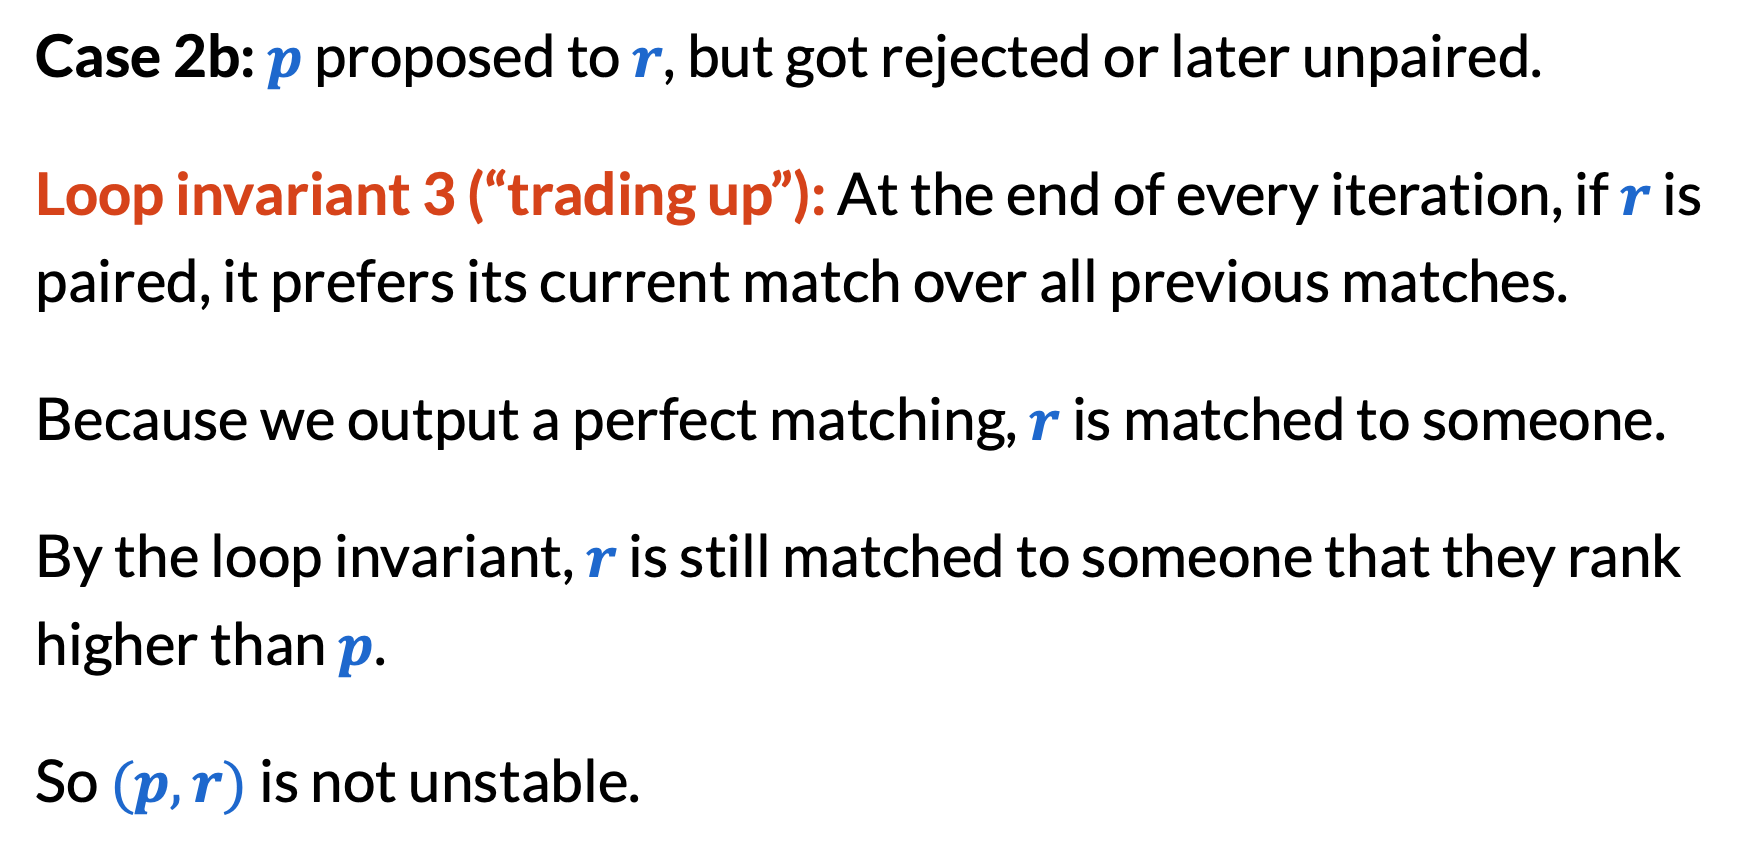 Case 2b: p proposed to r, but got rejected or later unpaired.
Loop invariant 3 (“trading up”): At the end of every iteration, if r is
paired, it prefers its current match over all previous matches.
Because we output a perfect matching, r is matched to someone.
By the loop invariant, r is still matched to someone that they rank
higher than p.
So (p, r) is not unstable.